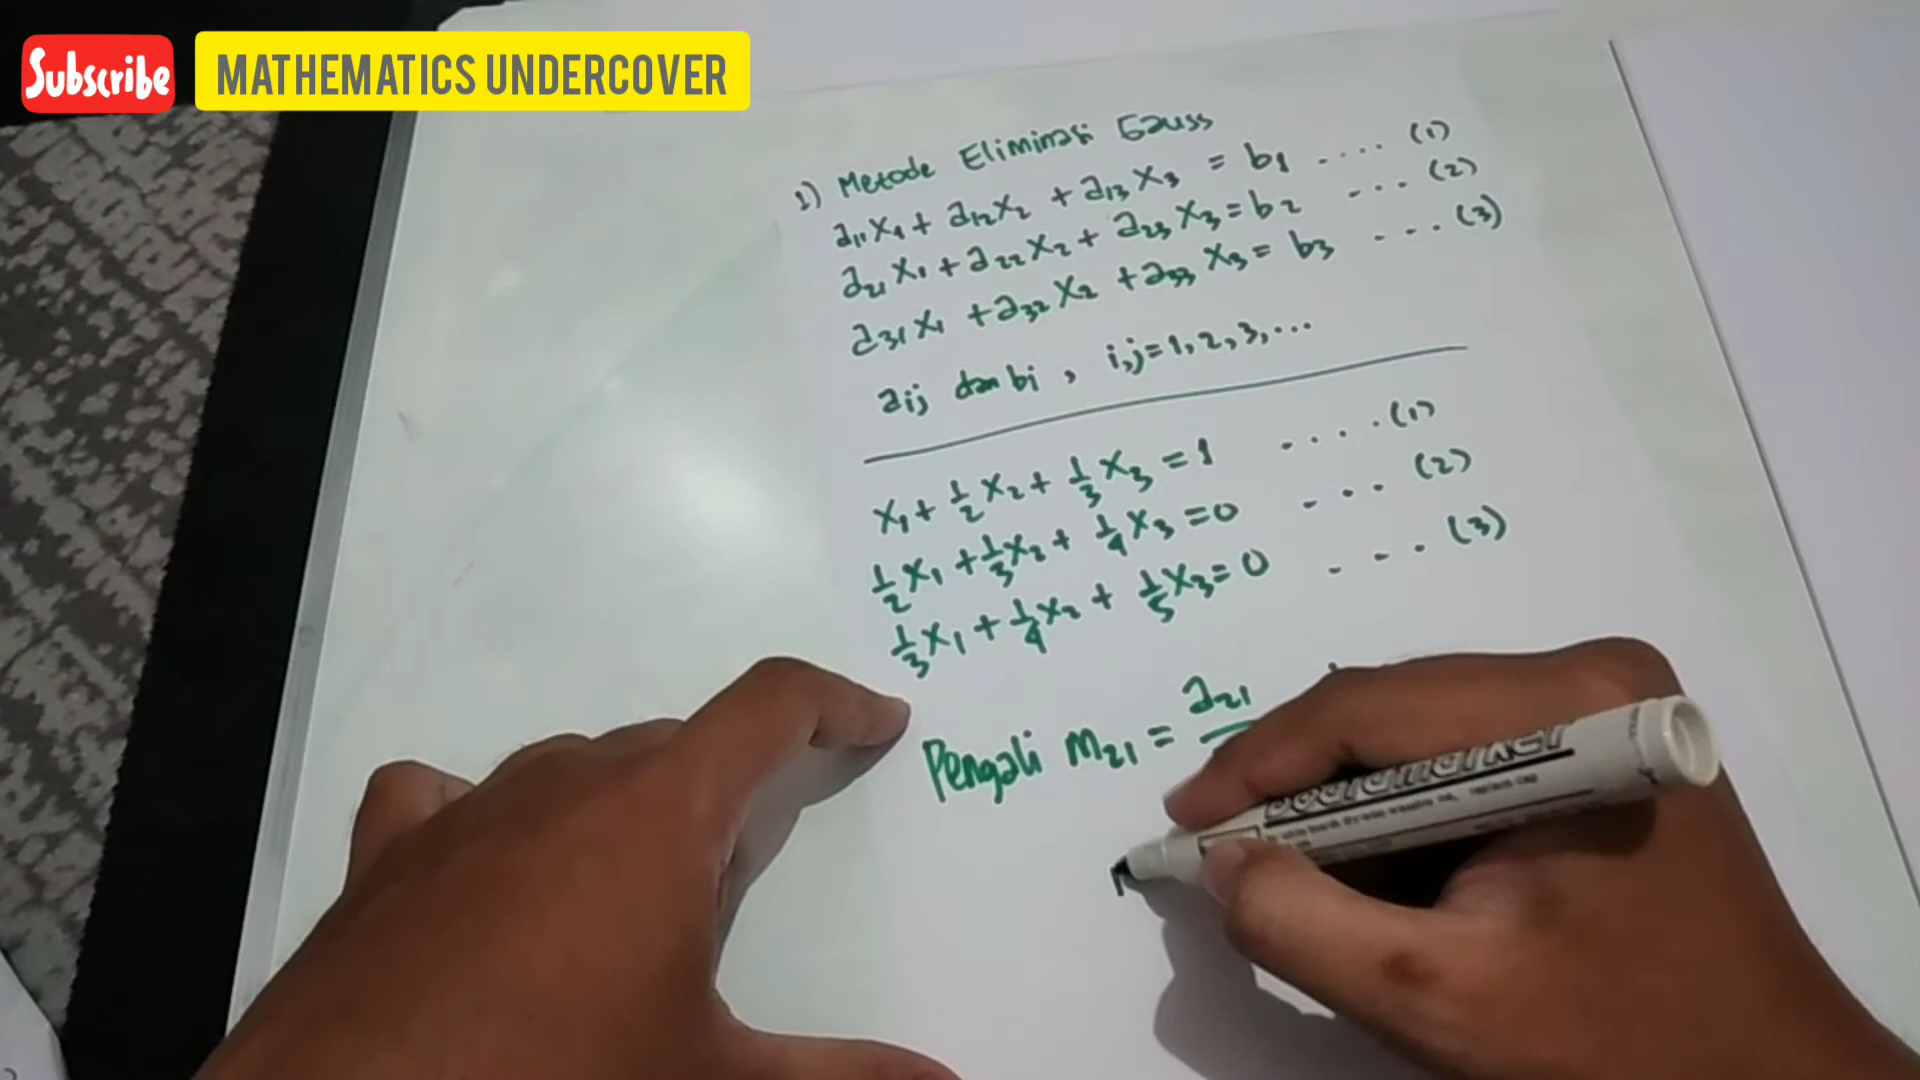 Subscribe
MATHEMATICS UNDERCOVER
1) Metode Eliminasi Gauss
a₁₁x₁ + a₁₂x₂ + a₁₃x₃ = b₁ .... (1)
a₂₁x₁ + a₂₂x₂ + a₂₃x₃ = b₂ ... (2)
a₃₁x₁ + a₃₂x₂ + a₃₃x₃ = b₃ ... (3)
aij dan bi , i,j = 1, 2, 3, ...
x₁ + 1/2 x₂ + 1/3 x₃ = 1 .... (1)
1/2 x₁ + 1/3 x₂ + 1/4 x₃ = 0 ... (2)
1/3 x₁ + 1/4 x₂ + 1/5 x₃ = 0 ... (3)
Pengali m₂₁ = a₂₁
Boardmarker